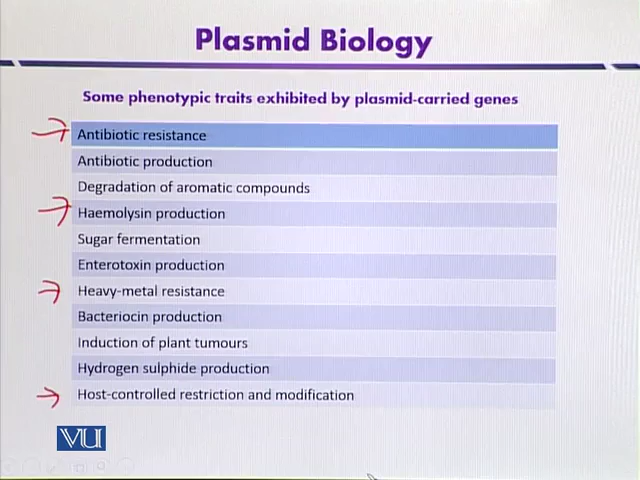 Plasmid Biology
Some phenotypic traits exhibited by plasmid-carried genes
Antibiotic resistance
Antibiotic production
Degradation of aromatic compounds
Haemolysin production
Sugar fermentation
Enterotoxin production
Heavy-metal resistance
Bacteriocin production
Induction of plant tumours
Hydrogen sulphide production
Host-controlled restriction and modification
VU